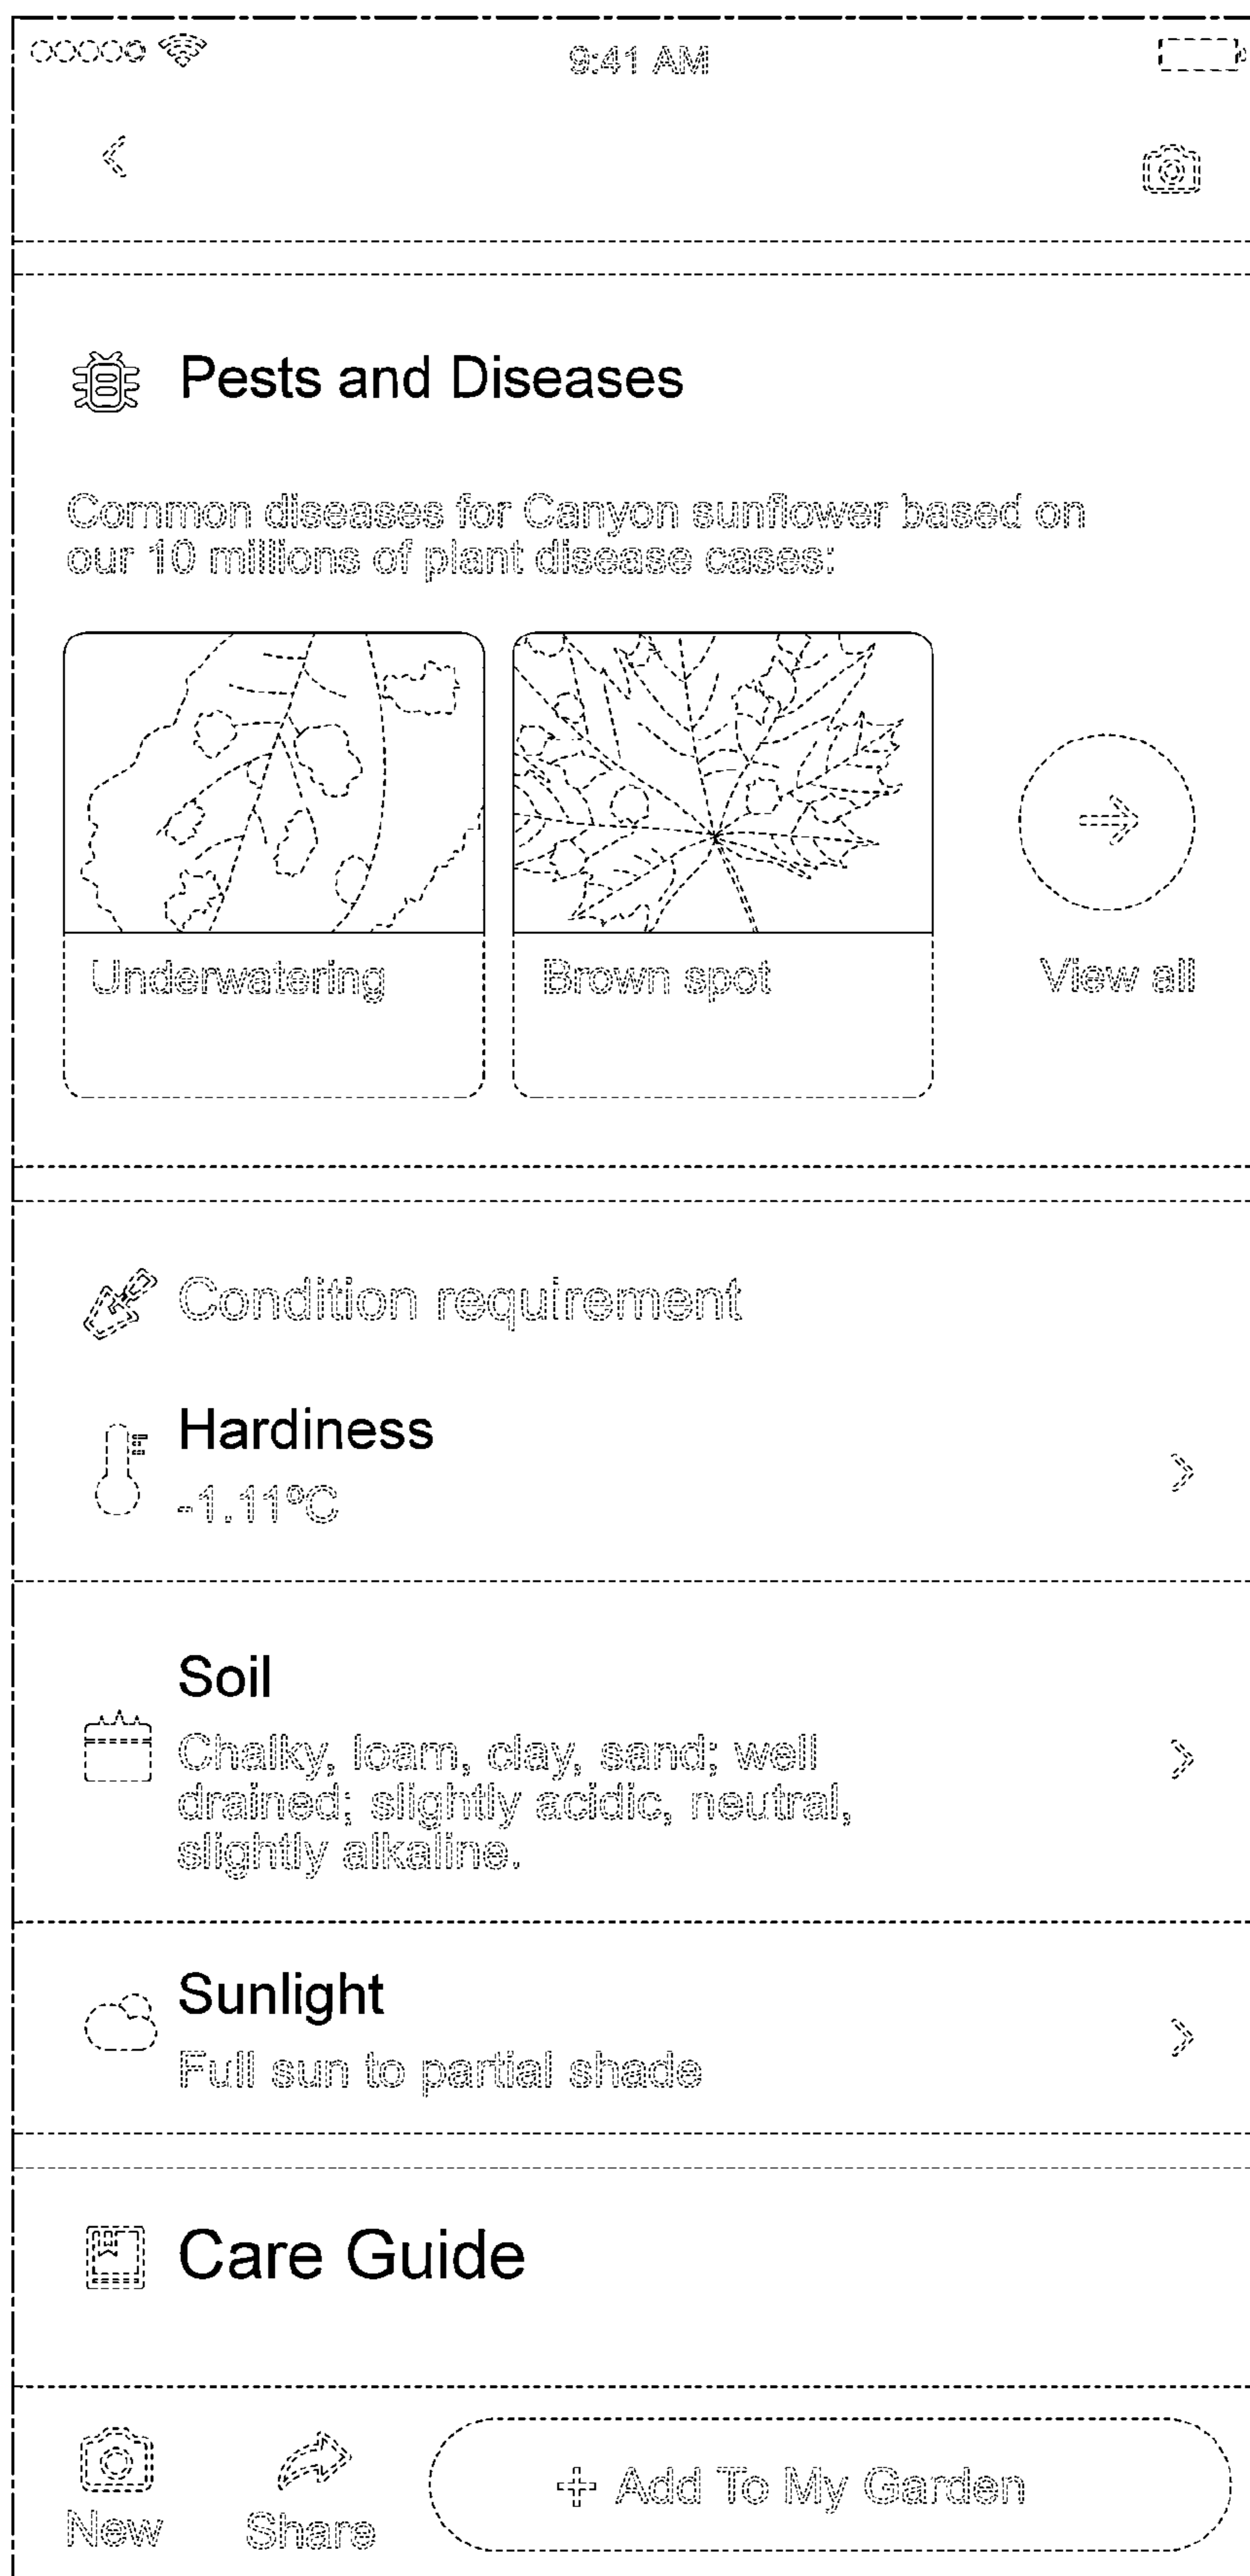 9:41 AM
Pests and Diseases
Common diseases for Canyon sunflower based on
our 10 millions of plant disease cases:
Underwatering
Brown spot
View all
Condition requirement
Hardiness
-1.11ºC
Soil
Chalky, loam, clay, sand; well
drained; slightly acidic, neutral,
slightly alkaline.
Sunlight
Full sun to partial shade
Care Guide
New
Share
+ Add To My Garden